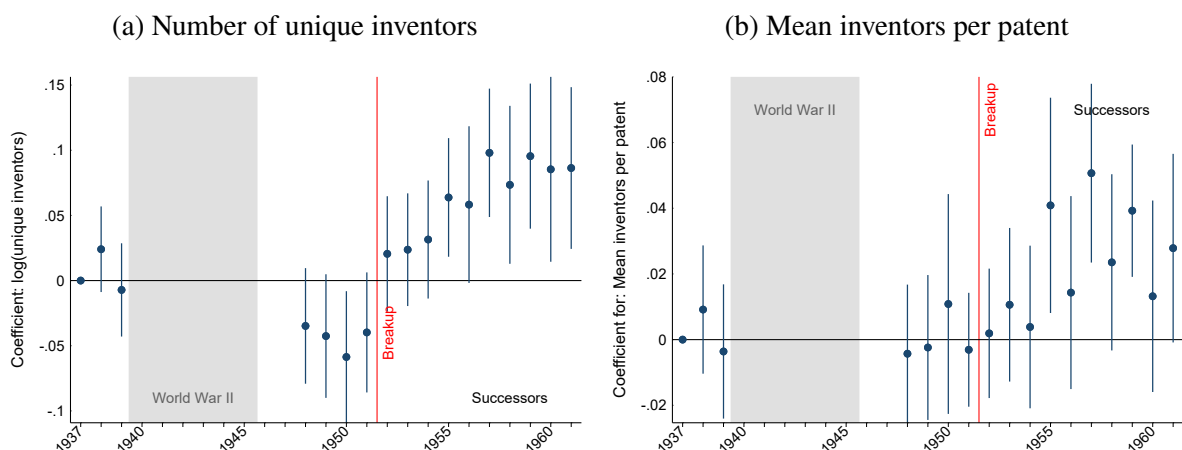 (a) Number of unique inventors
Coefficient: log(unique inventors)
.15
.1
.05
0
-.05
-.1
World War II
Breakup
Successors
1937
1940
1945
1950
1955
1960
(b) Mean inventors per patent
Coefficient for: Mean inventors per patent
.08
.06
.04
.02
0
-.02
World War II
Breakup
Successors
1937
1940
1945
1950
1955
1960